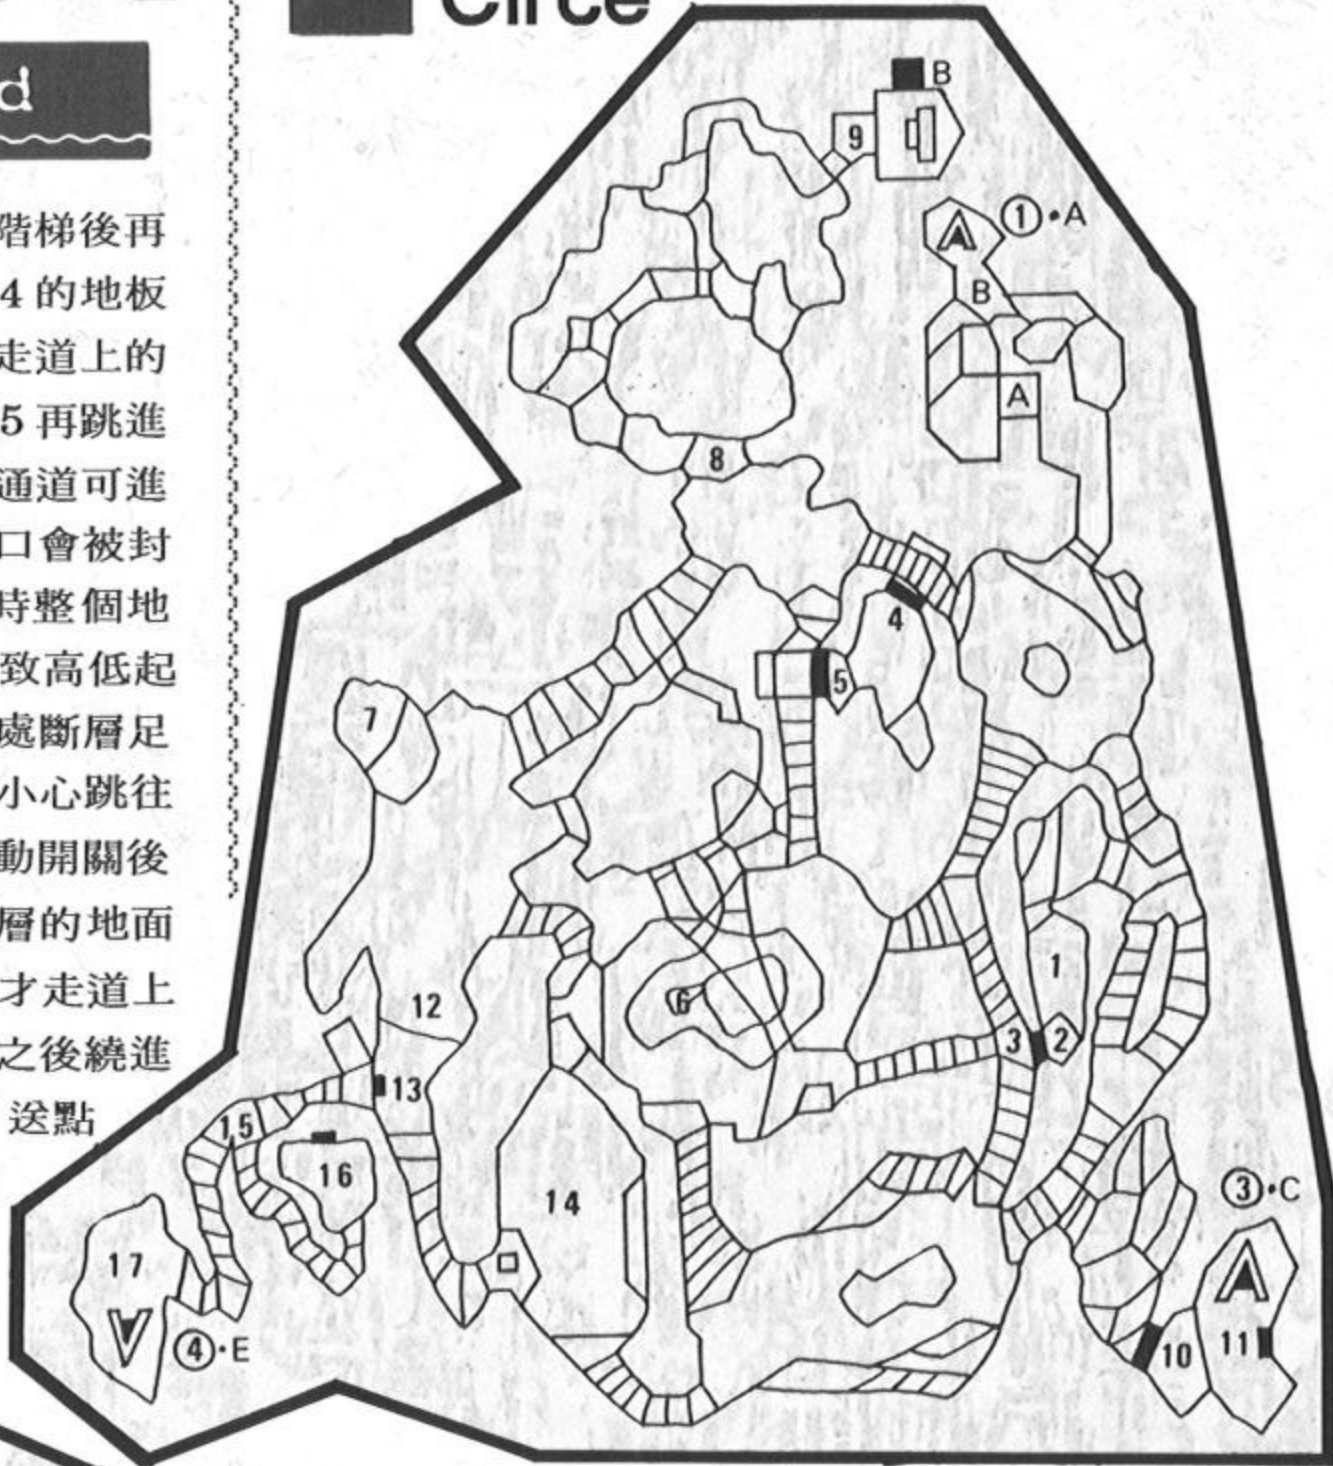 Circe
d
階梯後再
4 的地板
走道上的
5 再跳進
通道可進
口會被封
時整個地
致高低起
處斷層足
小心跳往
動開關後
層的地面
才走道上
之後繞進
送點
B
9
①·A
B
A
8
4
5
7
6
1
3
2
12
13
15
16
14
17
④·E
③·C
10
11